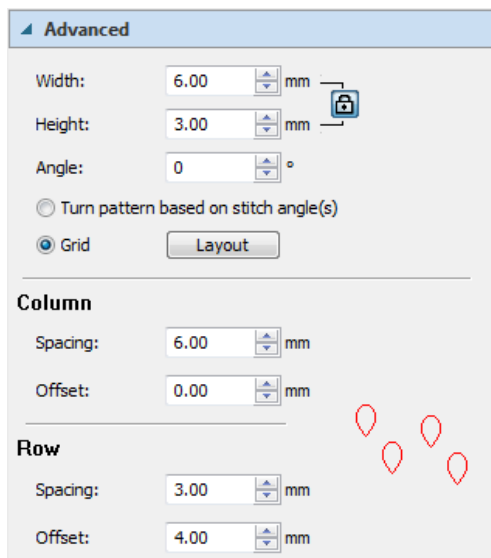 Advanced
Width: 6.00 mm
Height: 3.00 mm
Angle: 0 °
Turn pattern based on stitch angle(s)
Grid Layout
Column
Spacing: 6.00 mm
Offset: 0.00 mm
Row
Spacing: 3.00 mm
Offset: 4.00 mm